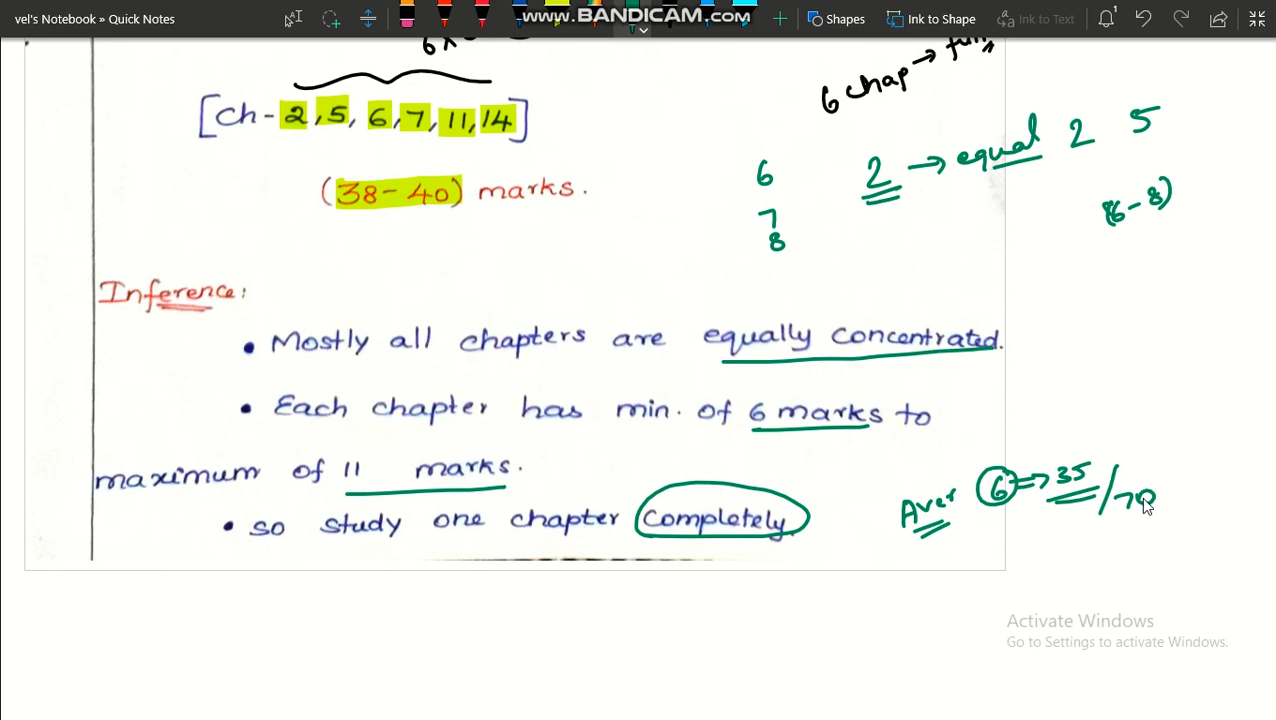 vel's Notebook » Quick Notes
www.BANDICAM.com
Shapes
Ink to Shape
Ink to Text
6 chap → full
[Ch - 2, 5, 6, 7, 11, 14]
(38 - 40) marks.
6
7
8
2 → equal 2 5
(6 - 8)
Inference:
• Mostly all chapters are equally concentrated.
• Each chapter has min. of 6 marks to
maximum of 11 marks.
• so study one chapter completely.
Aver 6 ⇒ 35/70
Activate Windows
Go to Settings to activate Windows.